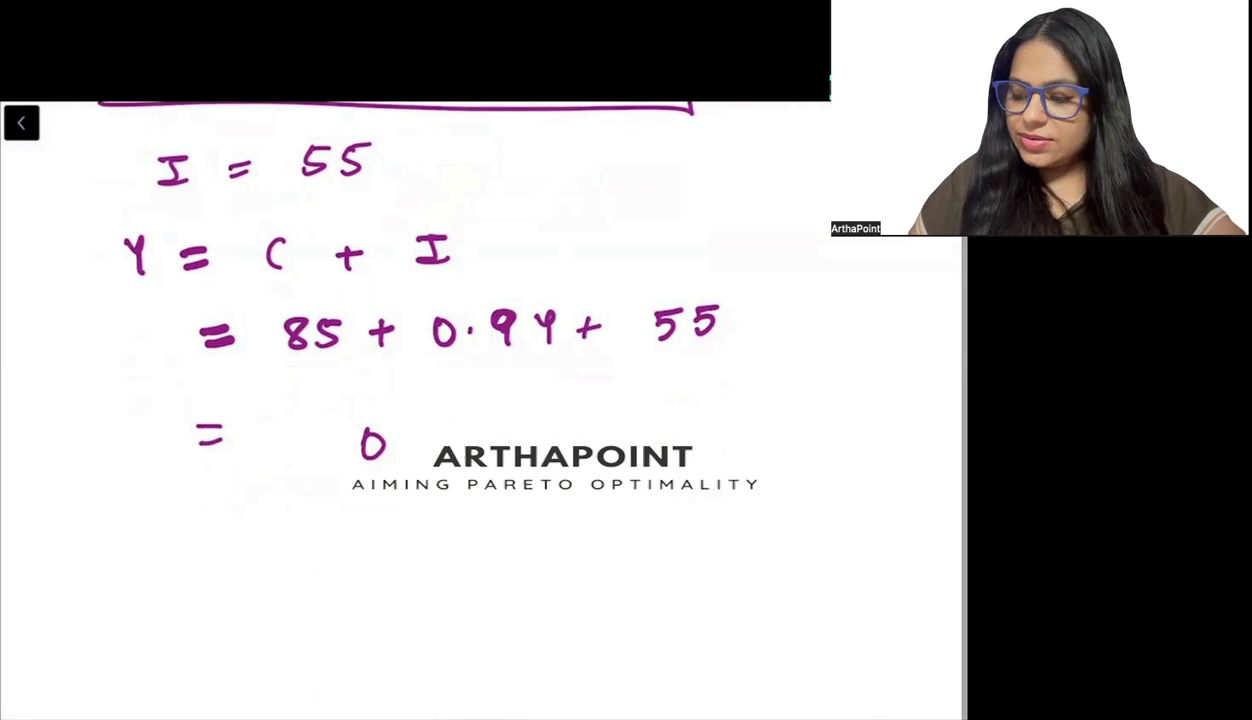 I = 55
ArthaPoint
Y = C + I
= 85 + 0.9Y + 55
= 0
ARTHAPOINT
AIMING PARETO OPTIMALITY